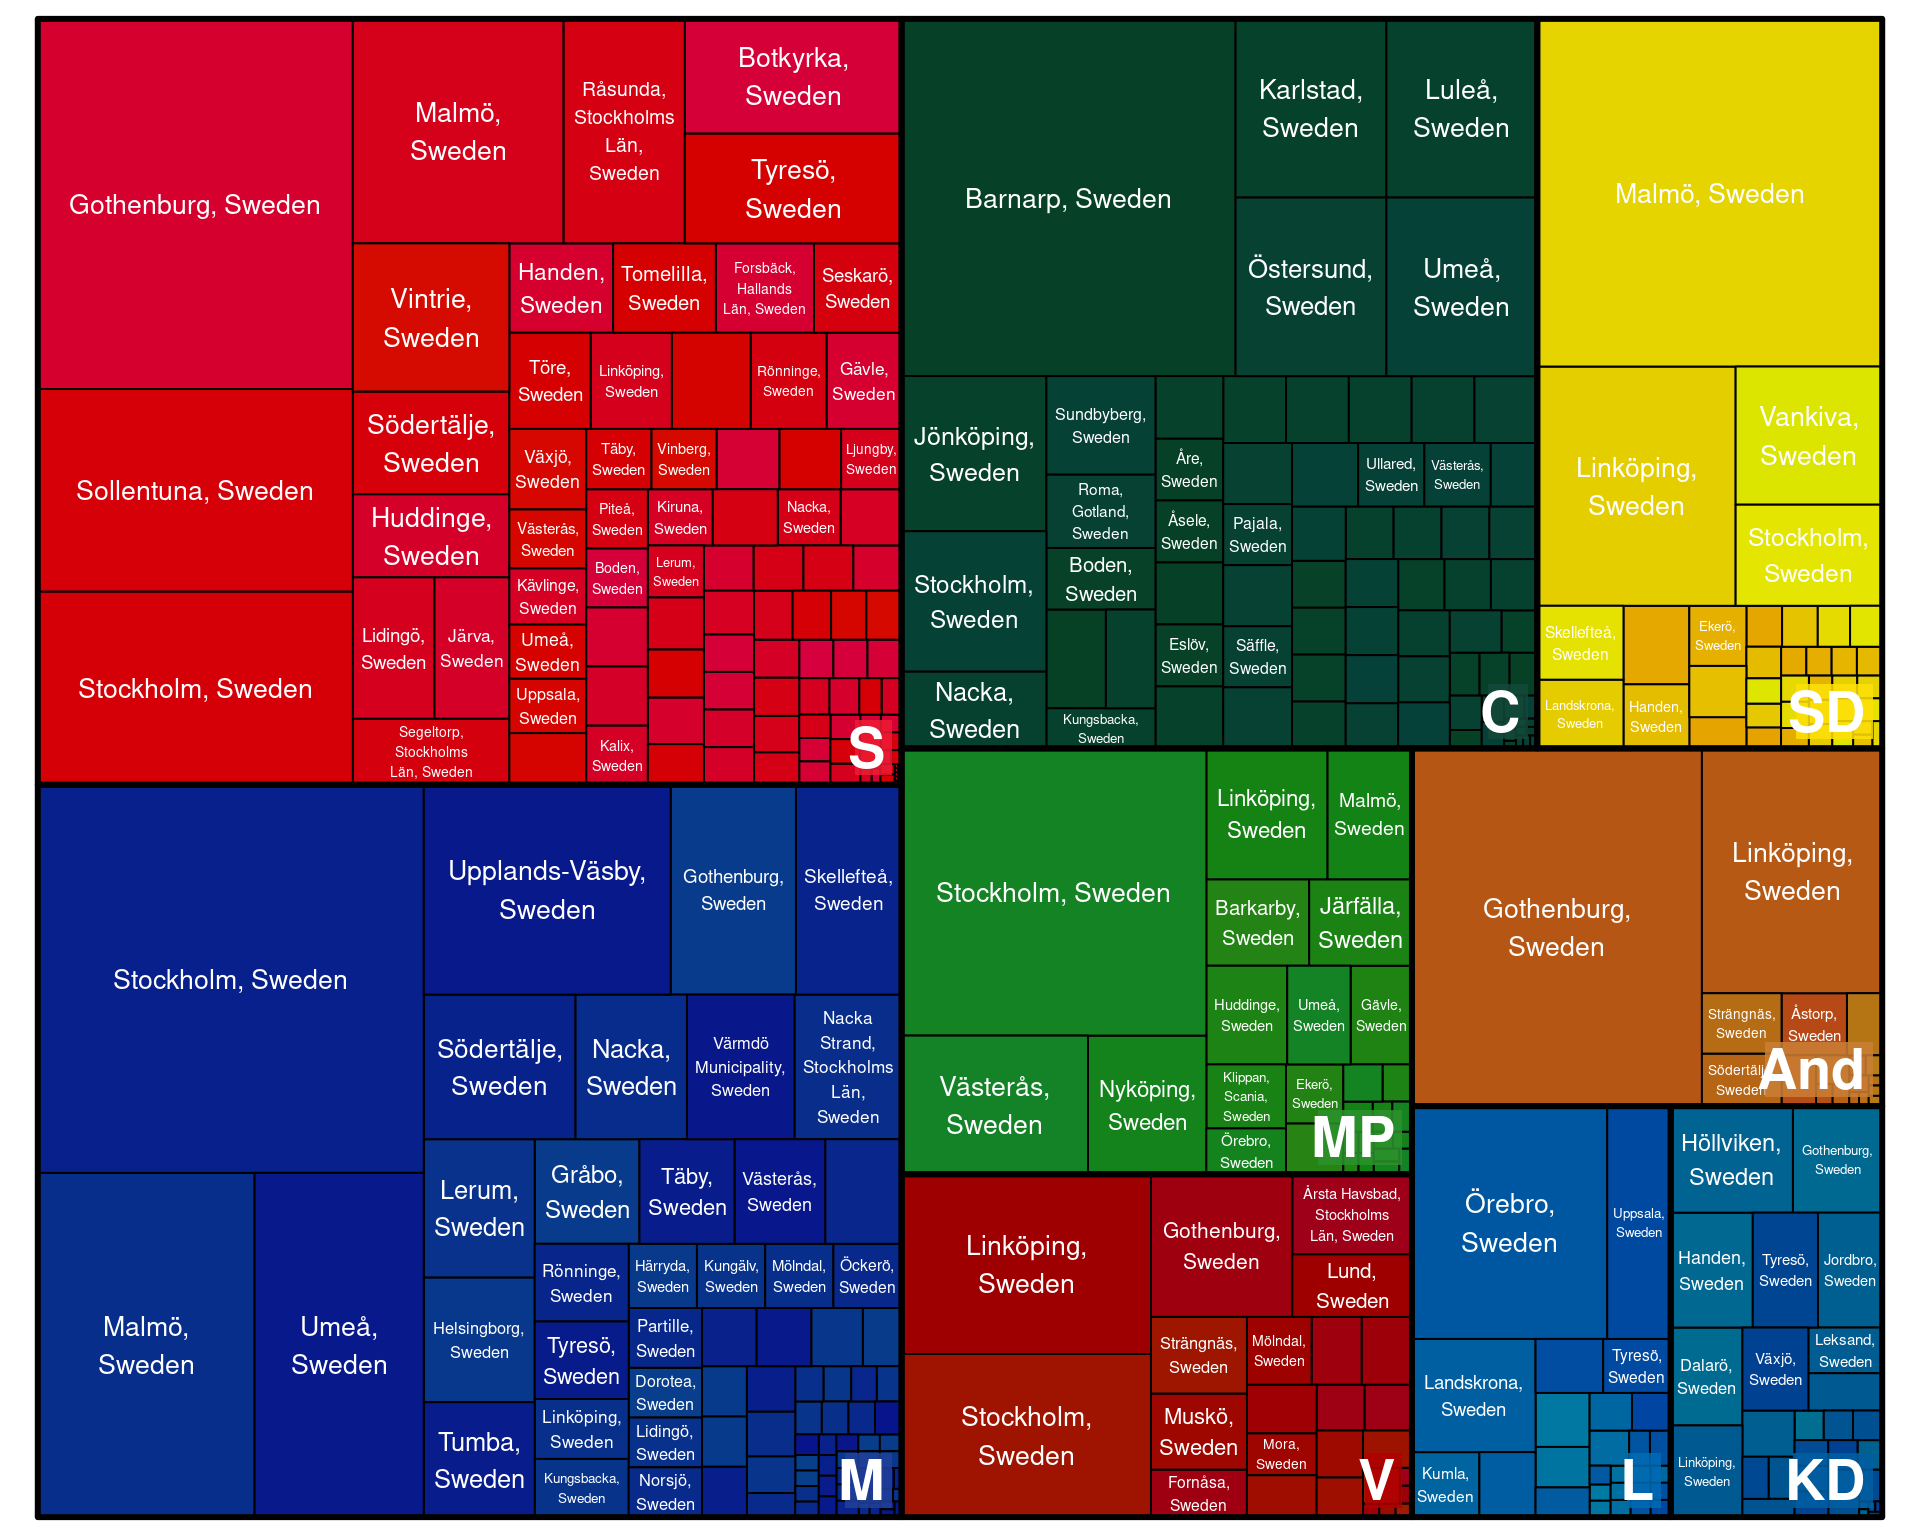 Gothenburg, Sweden
Sollentuna, Sweden
Stockholm, Sweden
Malmö,
Sweden
Råsunda,
Stockholms
Län,
Sweden
Botkyrka,
Sweden
Tyresö,
Sweden
Vintrie,
Sweden
Södertälje,
Sweden
Huddinge,
Sweden
Lidingö,
Sweden
Järva,
Sweden
Segeltorp,
Stockholms
Län, Sweden
Handen,
Sweden
Tomelilla,
Sweden
Forsbäck,
Hallands
Län, Sweden
Seskarö,
Sweden
Töre,
Sweden
Linköping,
Sweden
Rönninge,
Sweden
Gävle,
Sweden
Växjö,
Sweden
Täby,
Sweden
Vinberg,
Sweden
Ljungby,
Sweden
Västerås,
Sweden
Piteå,
Sweden
Kiruna,
Sweden
Nacka,
Sweden
Kävlinge,
Sweden
Boden,
Sweden
Lerum,
Sweden
Umeå,
Sweden
Uppsala,
Sweden
Kalix,
Sweden
S
Barnarp, Sweden
Karlstad,
Sweden
Luleå,
Sweden
Östersund,
Sweden
Umeå,
Sweden
Jönköping,
Sweden
Stockholm,
Sweden
Nacka,
Sweden
Sundbyberg,
Sweden
Roma,
Gotland,
Sweden
Boden,
Sweden
Kungsbacka,
Sweden
Åre,
Sweden
Åsele,
Sweden
Eslöv,
Sweden
Pajala,
Sweden
Säffle,
Sweden
Ullared,
Sweden
Västerås,
Sweden
C
Malmö, Sweden
Linköping,
Sweden
Vankiva,
Sweden
Stockholm,
Sweden
Skellefteå,
Sweden
Landskrona,
Sweden
Handen,
Sweden
Ekerö,
Sweden
SD
Stockholm, Sweden
Malmö,
Sweden
Umeå,
Sweden
Upplands-Väsby,
Sweden
Gothenburg,
Sweden
Skellefteå,
Sweden
Södertälje,
Sweden
Nacka,
Sweden
Värmdö
Municipality,
Sweden
Nacka
Strand,
Stockholms
Län,
Sweden
Lerum,
Sweden
Helsingborg,
Sweden
Tumba,
Sweden
Gråbo,
Sweden
Täby,
Sweden
Västerås,
Sweden
Rönninge,
Sweden
Tyresö,
Sweden
Linköping,
Sweden
Kungsbacka,
Sweden
Härryda,
Sweden
Kungälv,
Sweden
Mölndal,
Sweden
Öckerö,
Sweden
Partille,
Sweden
Dorotea,
Sweden
Lidingö,
Sweden
Norsjö,
Sweden
M
Stockholm, Sweden
Västerås,
Sweden
Nyköping,
Sweden
Linköping,
Sweden
Malmö,
Sweden
Barkarby,
Sweden
Järfälla,
Sweden
Huddinge,
Sweden
Umeå,
Sweden
Gävle,
Sweden
Klippan,
Scania,
Sweden
Ekerö,
Sweden
Örebro,
Sweden
MP
Gothenburg,
Sweden
Linköping,
Sweden
Strängnäs,
Sweden
Åstorp,
Sweden
Södertälje,
Sweden
And
Linköping,
Sweden
Stockholm,
Sweden
Gothenburg,
Sweden
Årsta Havsbad,
Stockholms
Län, Sweden
Lund,
Sweden
Strängnäs,
Sweden
Mölndal,
Sweden
Muskö,
Sweden
Mora,
Sweden
Fornåsa,
Sweden
V
Örebro,
Sweden
Uppsala,
Sweden
Landskrona,
Sweden
Tyresö,
Sweden
Kumla,
Sweden
L
Höllviken,
Sweden
Gothenburg,
Sweden
Handen,
Sweden
Tyresö,
Sweden
Jordbro,
Sweden
Dalarö,
Sweden
Växjö,
Sweden
Leksand,
Sweden
Linköping,
Sweden
KD